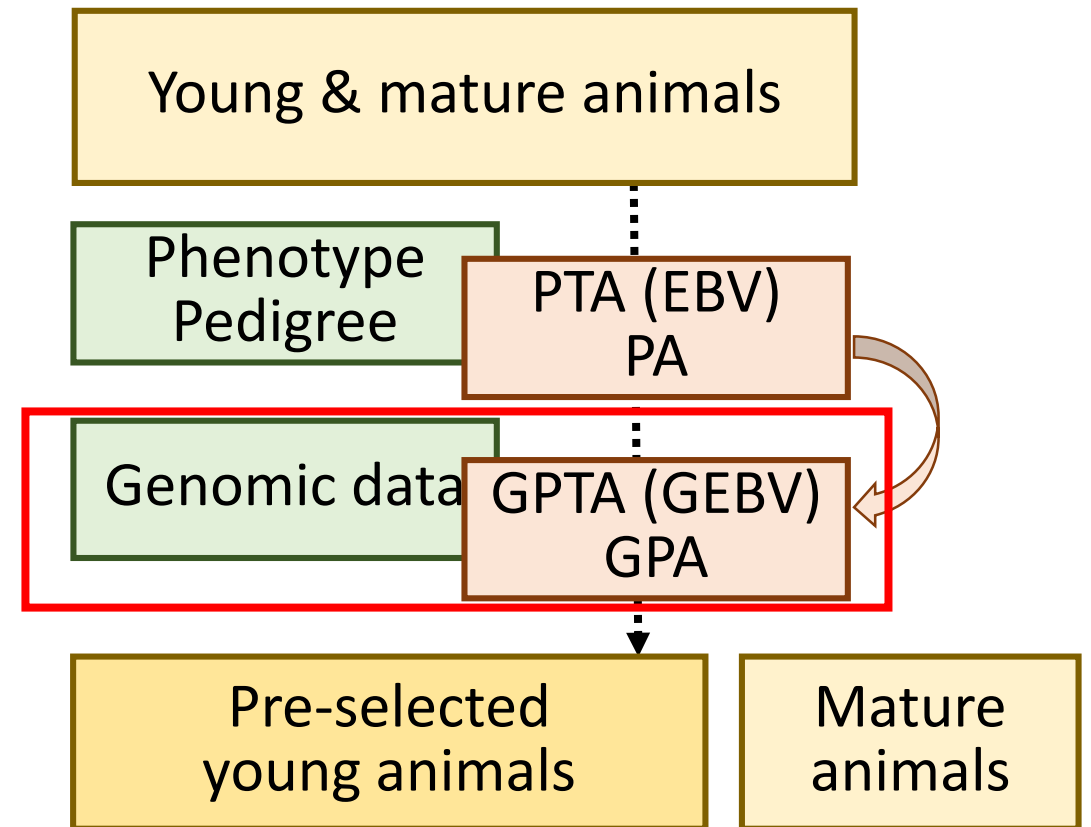 Young & mature animals
Phenotype
Pedigree
PTA (EBV)
PA
Genomic data
GPTA (GEBV)
GPA
Pre-selected
young animals
Mature
animals